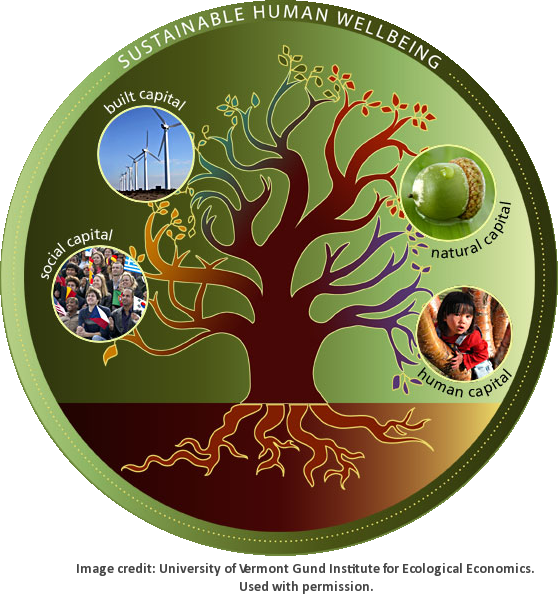 SUSTAINABLE HUMAN WELLBEING
built capital
social capital
natural capital
human capital
Image credit: University of Vermont Gund Institute for Ecological Economics.
Used with permission.